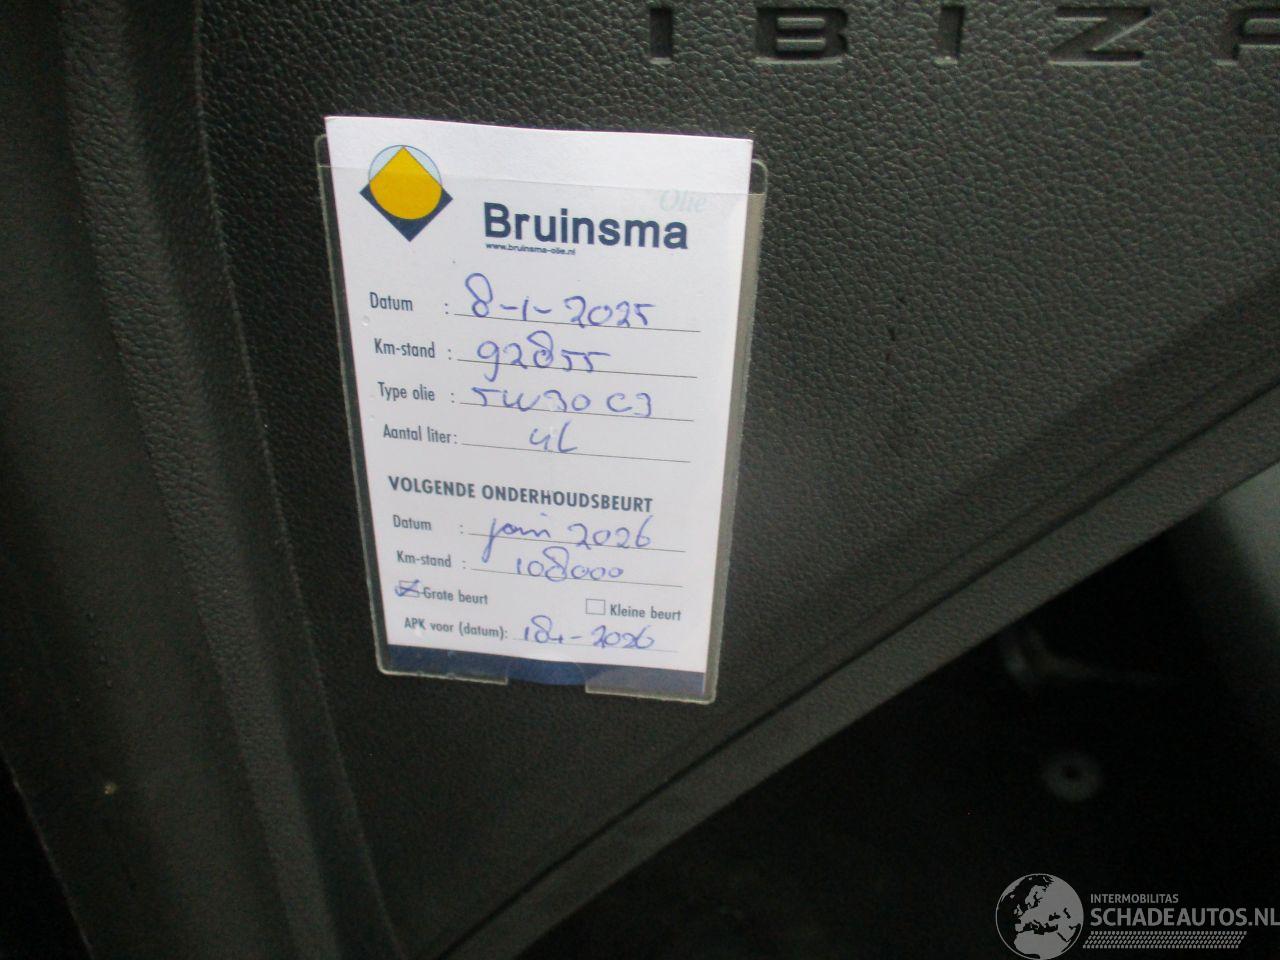 IBIZA
Olie
Bruinsma
www.bruinsma-olie.nl
Datum : 8-1-2025
Km-stand : 92855
Type olie : 5W30 C3
Aantal liter: 4L
VOLGENDE ONDERHOUDSBEURT
Datum : jan 2026
Km-stand : 108000
Grote beurt Kleine beurt
APK voor (datum): -2026
INTERMOBILITAS
SCHADEAUTOS.NL